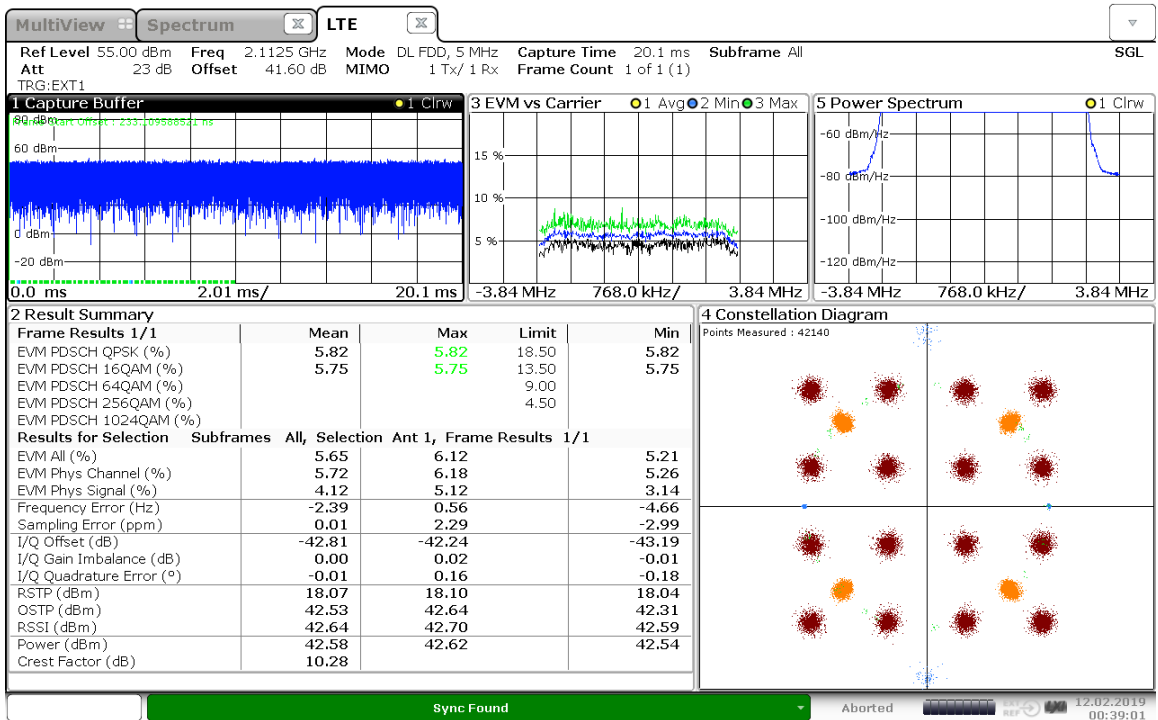 MultiView Spectrum LTE
Ref Level 55.00 dBm Freq 2.1125 GHz Mode DL FDD, 5 MHz Capture Time 20.1 ms Subframe All SGL
Att 23 dB Offset 41.60 dB MIMO 1 Tx/ 1 Rx Frame Count 1 of 1 (1)
TRG:EXT1
1 Capture Buffer 1 Clrw
80 dBm
Frame Start Offset : 233.109588521 ms
60 dBm
0 dBm
-20 dBm
0.0 ms 2.01 ms/ 20.1 ms
3 EVM vs Carrier 1 Avg 2 Min 3 Max
15 %
10 %
5 %
-3.84 MHz 768.0 kHz/ 3.84 MHz
5 Power Spectrum 1 Clrw
-60 dBm/Hz
-80 dBm/Hz
-100 dBm/Hz
-120 dBm/Hz
-3.84 MHz 768.0 kHz/ 3.84 MHz
2 Result Summary
Frame Results 1/1 Mean Max Limit Min
EVM PDSCH QPSK (%) 5.82 5.82 18.50 5.82
EVM PDSCH 16QAM (%) 5.75 5.75 13.50 5.75
EVM PDSCH 64QAM (%) 9.00
EVM PDSCH 256QAM (%) 4.50
EVM PDSCH 1024QAM (%)
Results for Selection Subframes All, Selection Ant 1, Frame Results 1/1
EVM All (%) 5.65 6.12 5.21
EVM Phys Channel (%) 5.72 6.18 5.26
EVM Phys Signal (%) 4.12 5.12 3.14
Frequency Error (Hz) -2.39 0.56 -4.66
Sampling Error (ppm) 0.01 2.29 -2.99
I/Q Offset (dB) -42.81 -42.24 -43.19
I/Q Gain Imbalance (dB) 0.00 0.02 -0.01
I/Q Quadrature Error (°) -0.01 0.16 -0.18
RSTP (dBm) 18.07 18.10 18.04
OSTP (dBm) 42.53 42.64 42.31
RSSI (dBm) 42.64 42.70 42.59
Power (dBm) 42.58 42.62 42.54
Crest Factor (dB) 10.28
4 Constellation Diagram
Points Measured : 42140
Sync Found
Aborted
EXT
REF
12.02.2019
00:39:01